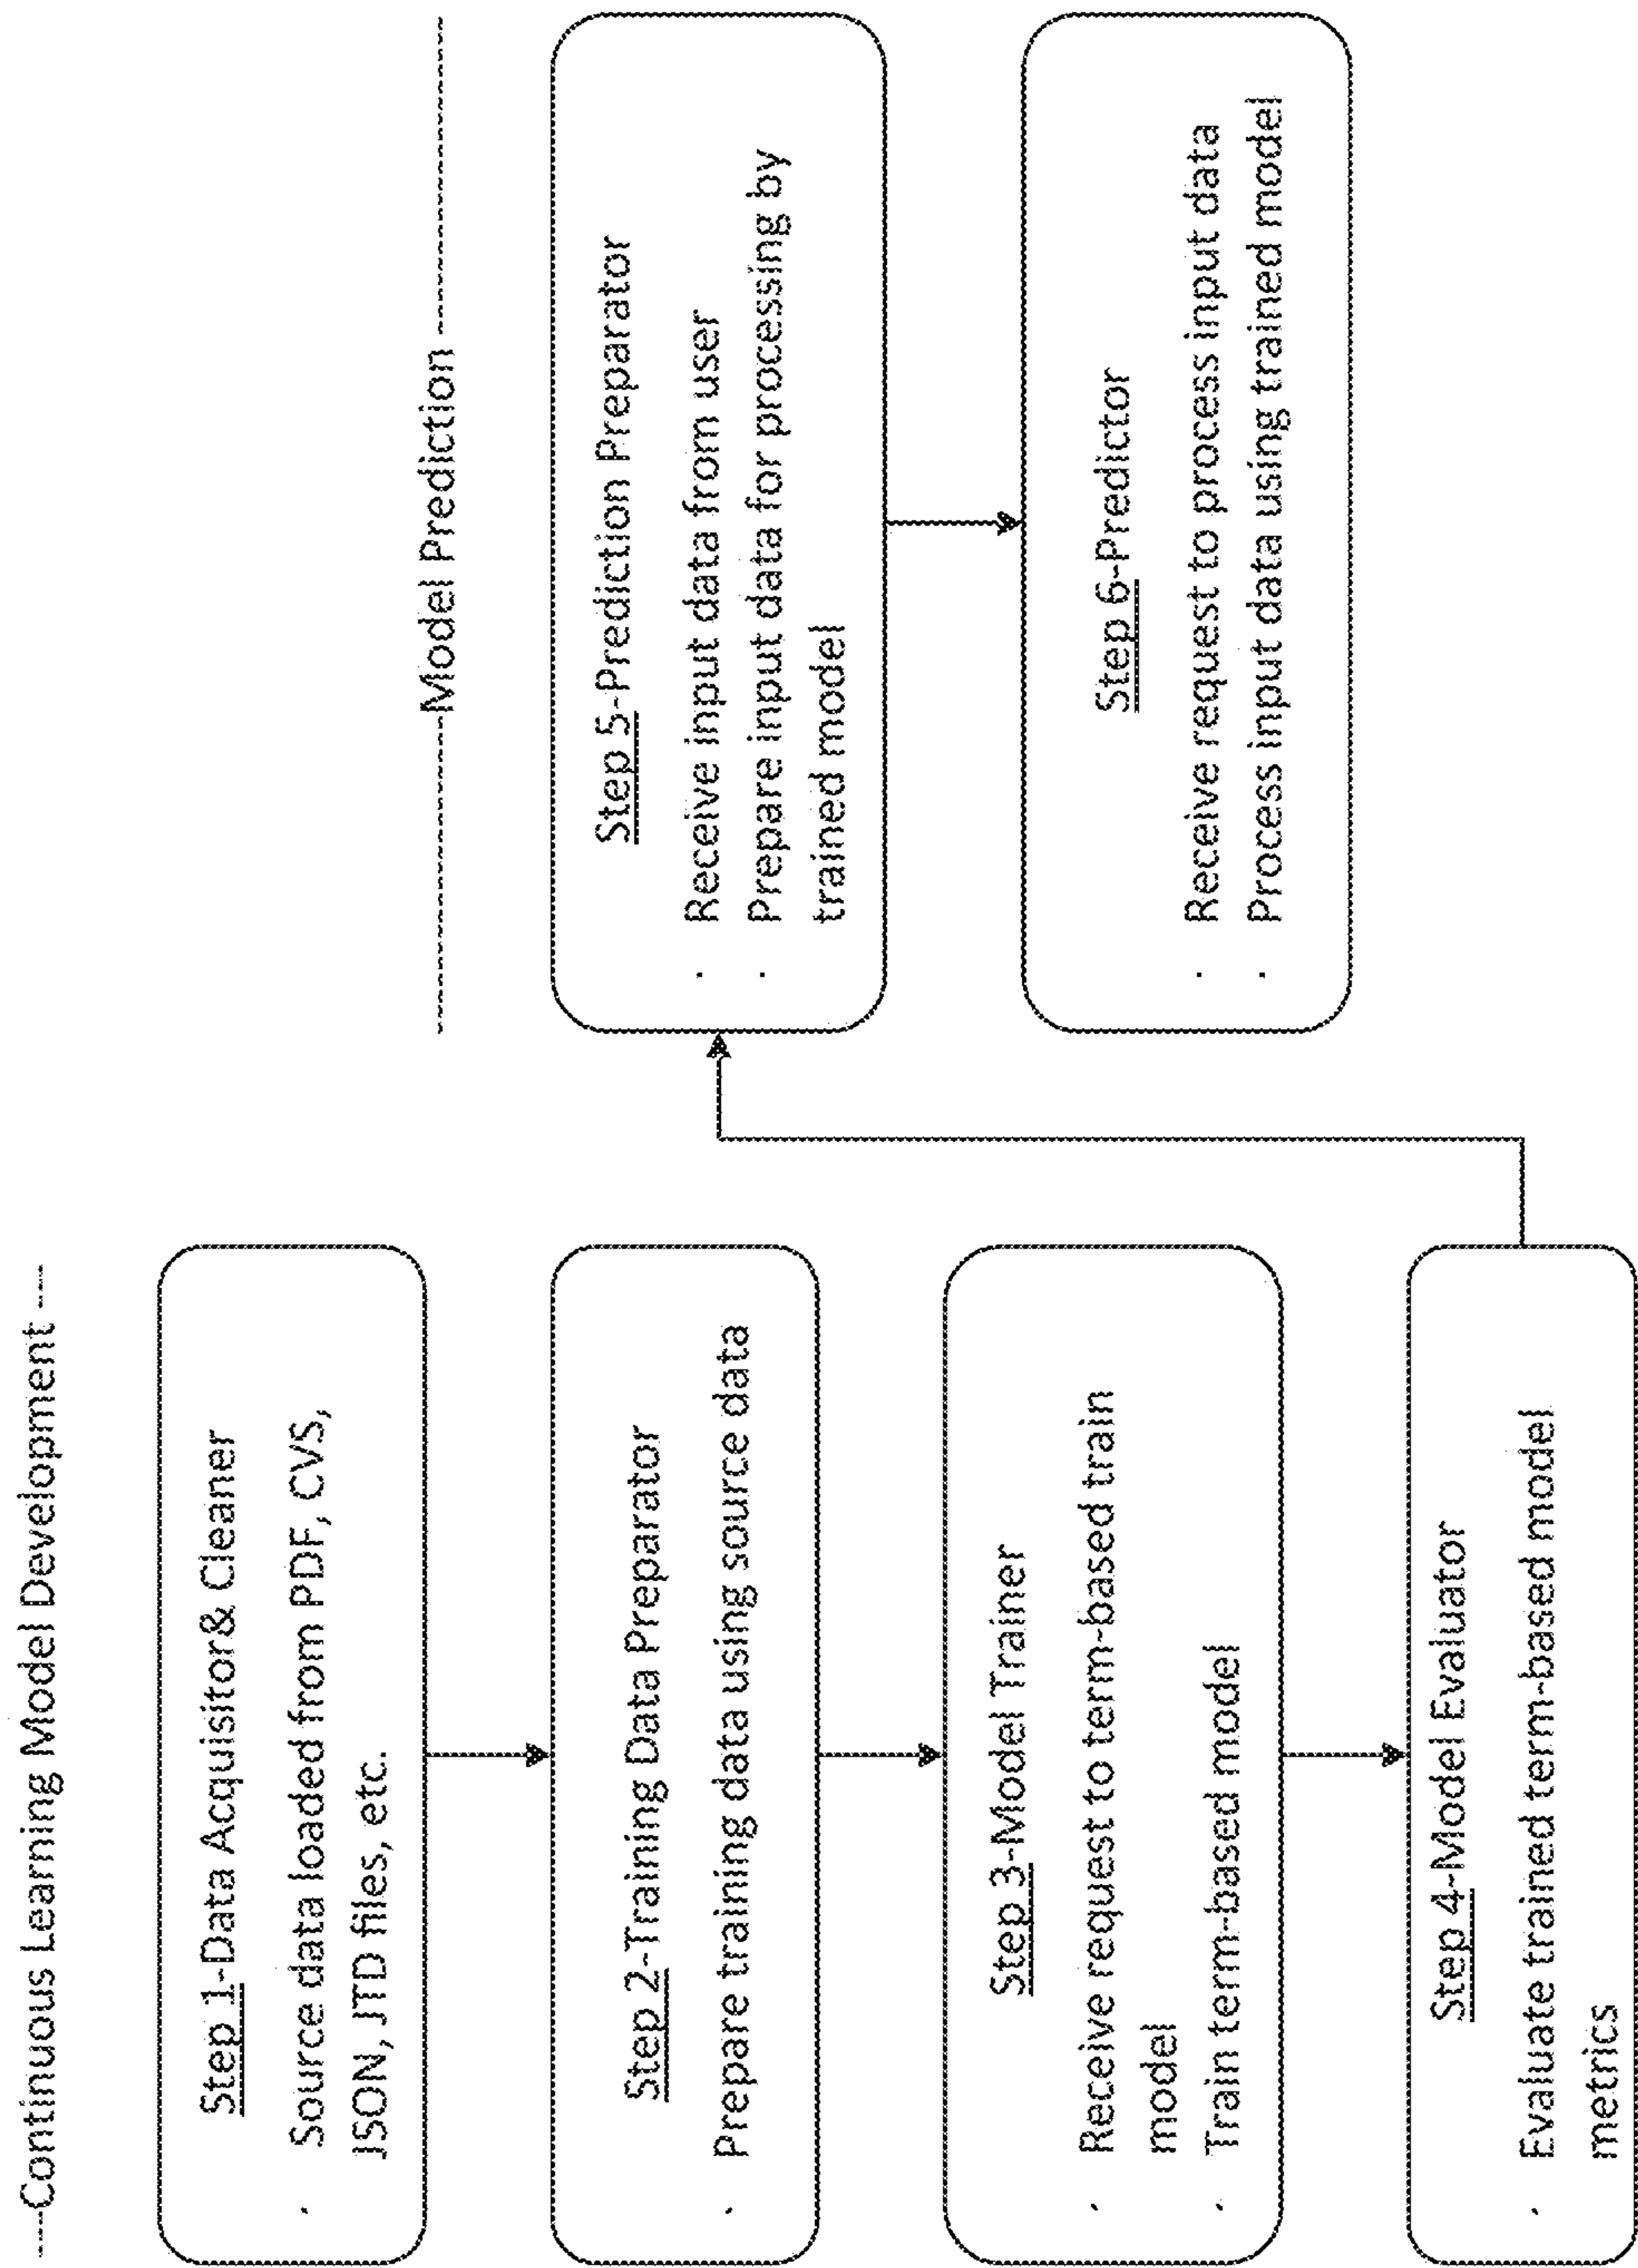 ----Continuous Learning Model Development ---
Step 1-Data Acquisitor& Cleaner
· Source data loaded from PDF, CVS,
JSON, JTD files, etc.
Step 2-Training Data Preparator
· Prepare training data using source data
Step 3-Model Trainer
· Receive request to term-based train
model
· Train term-based model
Step 4-Model Evaluator
· Evaluate trained term-based model
metrics
--------------------Model Prediction --------------------
Step 5-Prediction Preparator
· Receive input data from user
· Prepare input data for processing by
trained model
Step 6-Predictor
· Receive request to process input data
· Process input data using trained model